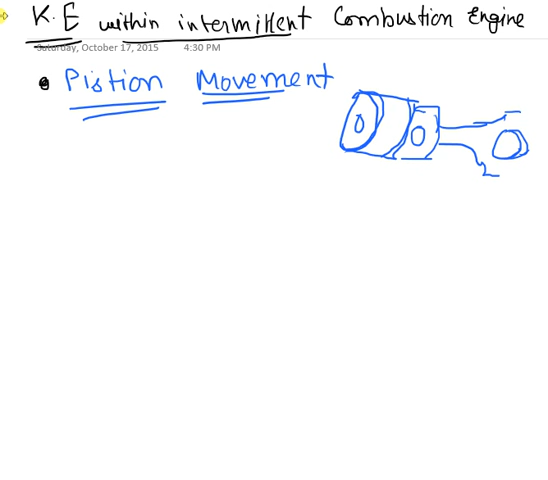 K.E within intermittent Combustion Engine
Saturday, October 17, 2015 4:30 PM
Pistion Movement